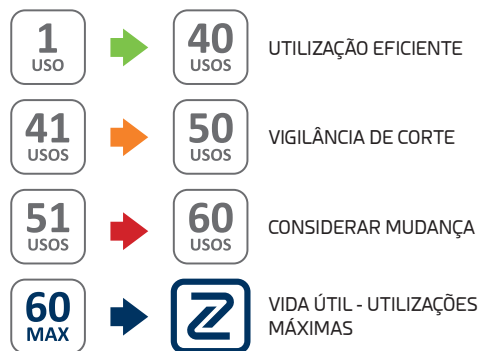 1 40
USO USOS UTILIZAÇÃO EFICIENTE
41 50
USOS USOS VIGILÂNCIA DE CORTE
51 60
USOS USOS CONSIDERAR MUDANÇA
60 Z VIDA ÚTIL - UTILIZAÇÕES
MAX MÁXIMAS